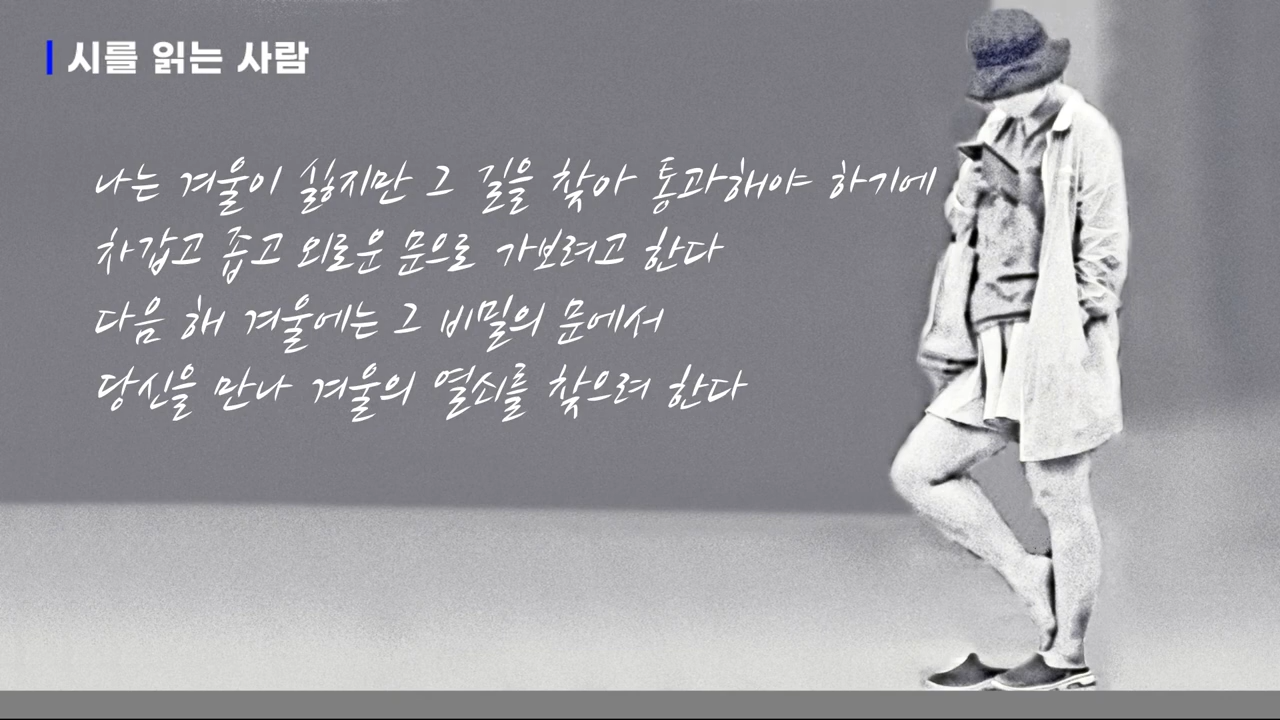 시를 읽는 사람
나는 겨울이 싫지만 그 길을 찾아 통과해야 하기에
차갑고 좁고 외로운 문으로 가보려고 한다
다음 해 겨울에는 그 비밀의 문에서
당신을 만나 겨울의 열쇠를 찾으려 한다